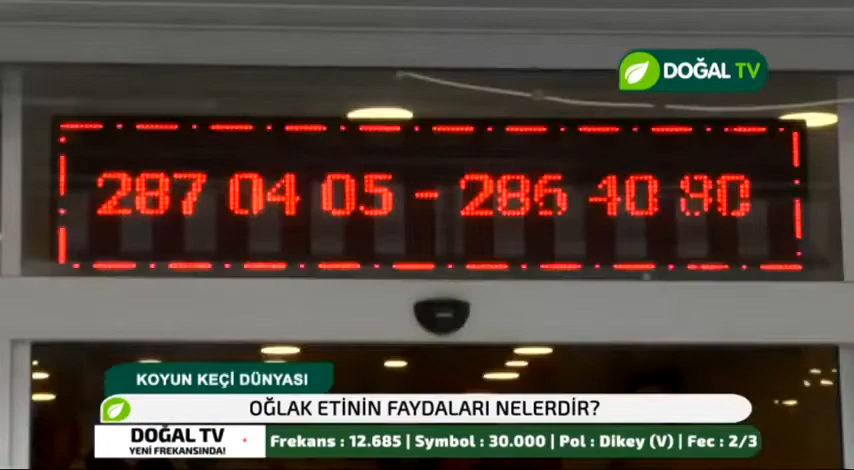 DOĞAL TV
287 04 05 - 286 40 90
KOYUN KEÇİ DÜNYASI
OĞLAK ETİNİN FAYDALARI NELERDİR?
DOĞAL TV
YENİ FREKANSINDA!
Frekans : 12.685 | Symbol : 30.000 | Pol : Dikey (V) | Fec : 2/3